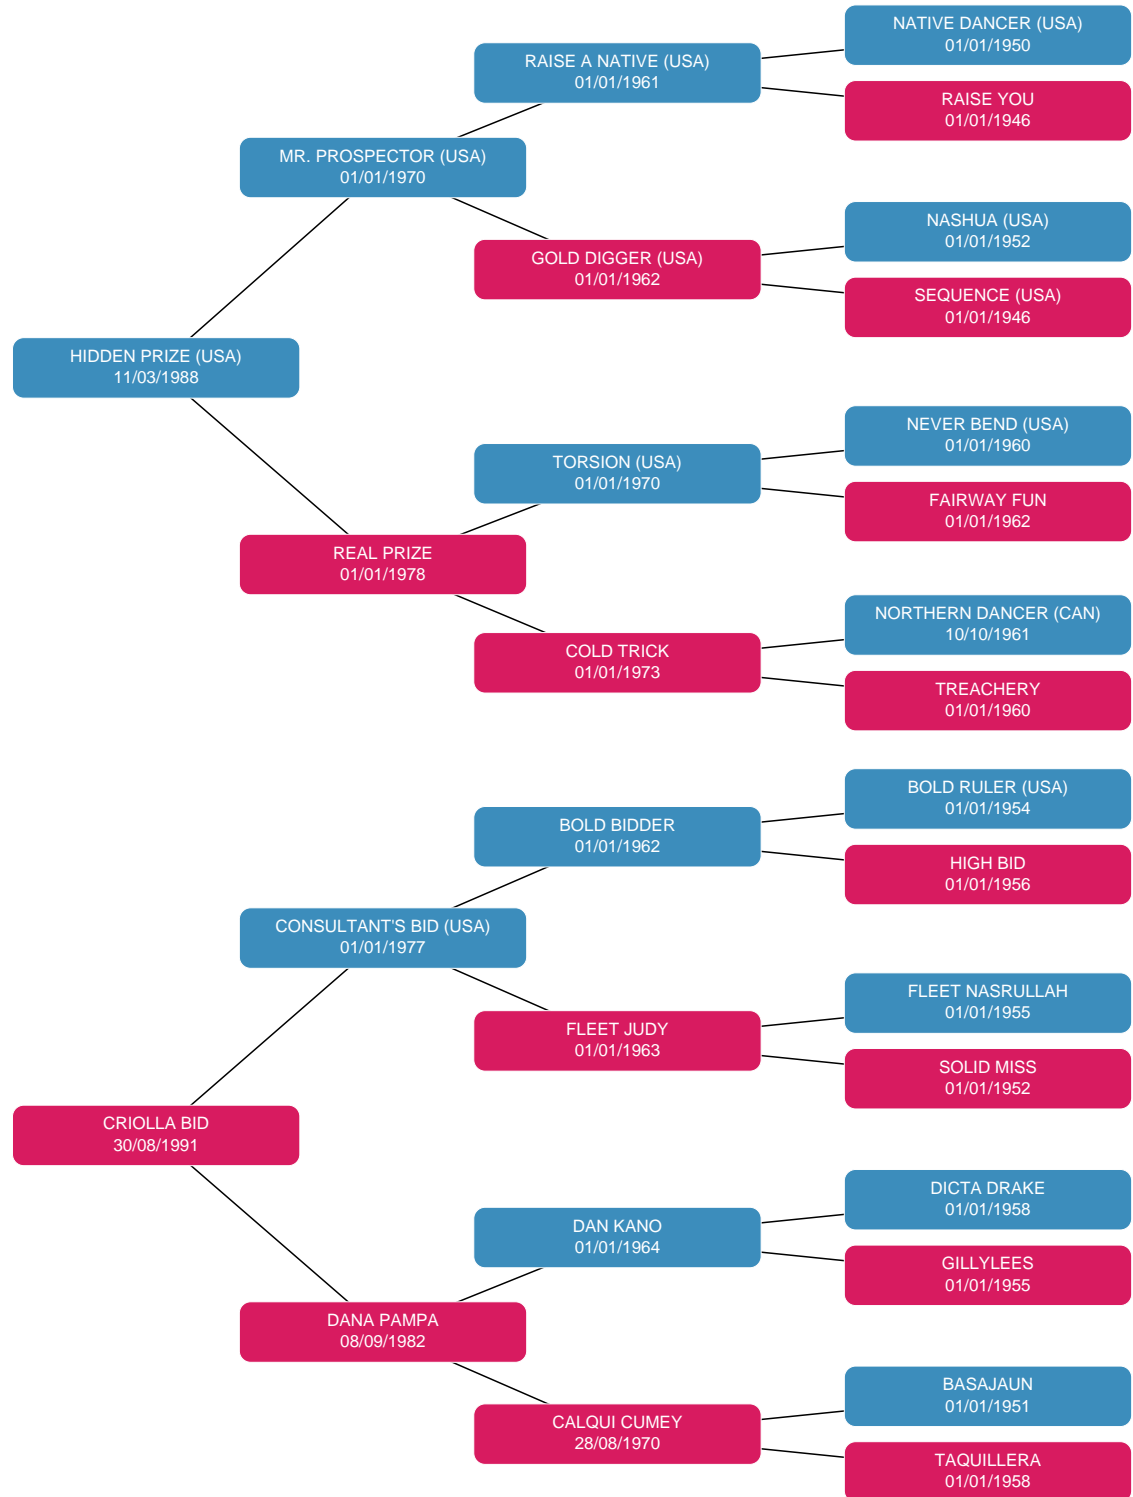 NATIVE DANCER (USA)
01/01/1950
RAISE A NATIVE (USA)
01/01/1961
RAISE YOU
01/01/1946
MR. PROSPECTOR (USA)
01/01/1970
NASHUA (USA)
01/01/1952
GOLD DIGGER (USA)
01/01/1962
SEQUENCE (USA)
01/01/1946
HIDDEN PRIZE (USA)
11/03/1988
NEVER BEND (USA)
01/01/1960
TORSION (USA)
01/01/1970
FAIRWAY FUN
01/01/1962
REAL PRIZE
01/01/1978
NORTHERN DANCER (CAN)
10/10/1961
COLD TRICK
01/01/1973
TREACHERY
01/01/1960
BOLD RULER (USA)
01/01/1954
BOLD BIDDER
01/01/1962
HIGH BID
01/01/1956
CONSULTANT'S BID (USA)
01/01/1977
FLEET NASRULLAH
01/01/1955
FLEET JUDY
01/01/1963
SOLID MISS
01/01/1952
CRIOLLA BID
30/08/1991
DICTA DRAKE
01/01/1958
DAN KANO
01/01/1964
GILLYLEES
01/01/1955
DANA PAMPA
08/09/1982
BASAJAUN
01/01/1951
CALQUI CUMEY
28/08/1970
TAQUILLERA
01/01/1958